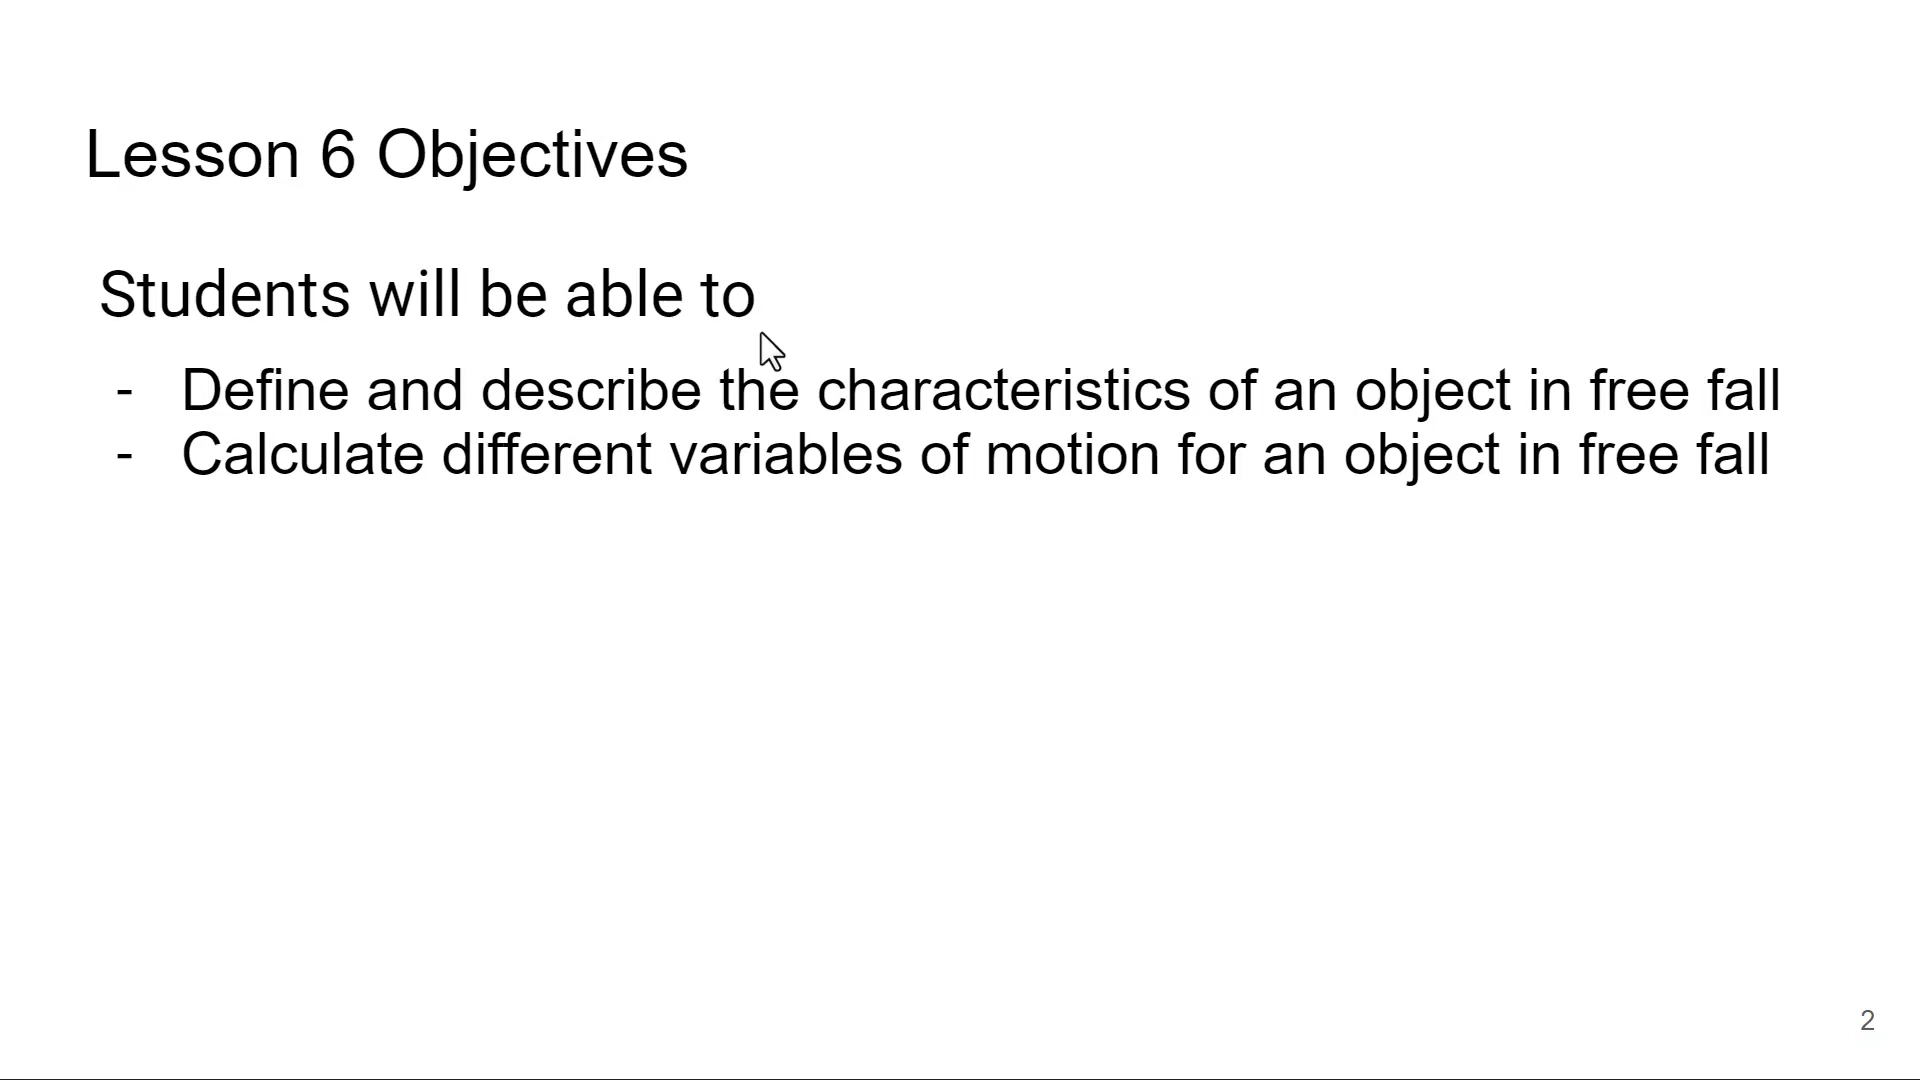 Lesson 6 Objectives
Students will be able to
- Define and describe the characteristics of an object in free fall
- Calculate different variables of motion for an object in free fall
2